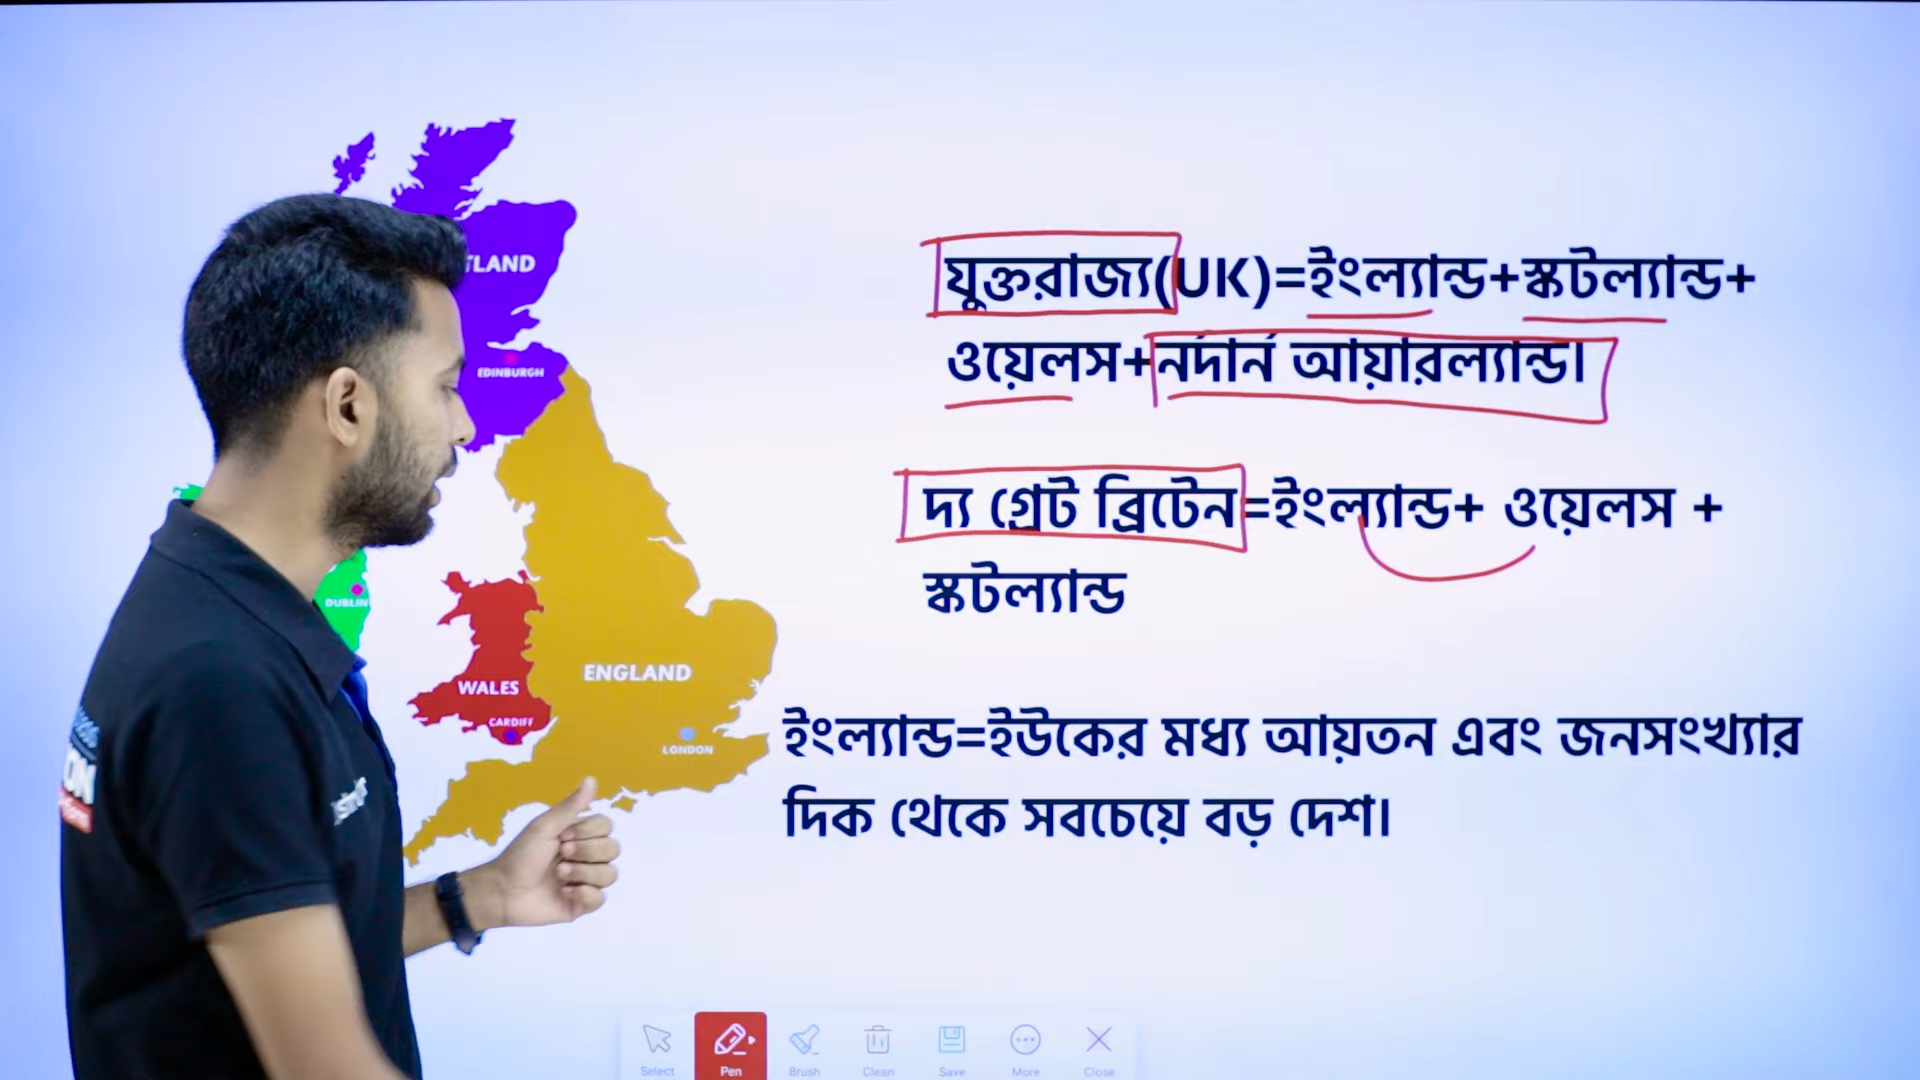 যুক্তরাজ্য(UK)=ইংল্যান্ড+স্কটল্যান্ড+
ওয়েলস+নর্দার্ন আয়ারল্যান্ড।
দ্য গ্রেট ব্রিটেন=ইংল্যান্ড+ ওয়েলস +
স্কটল্যান্ড
ইংল্যান্ড=ইউকের মধ্য আয়তন এবং জনসংখ্যার
দিক থেকে সবচেয়ে বড় দেশ।
TLAND
EDINBURGH
DUBLIN
WALES
CARDIFF
ENGLAND
LONDON
Select
Pen
Brush
Clean
Save
More
Close